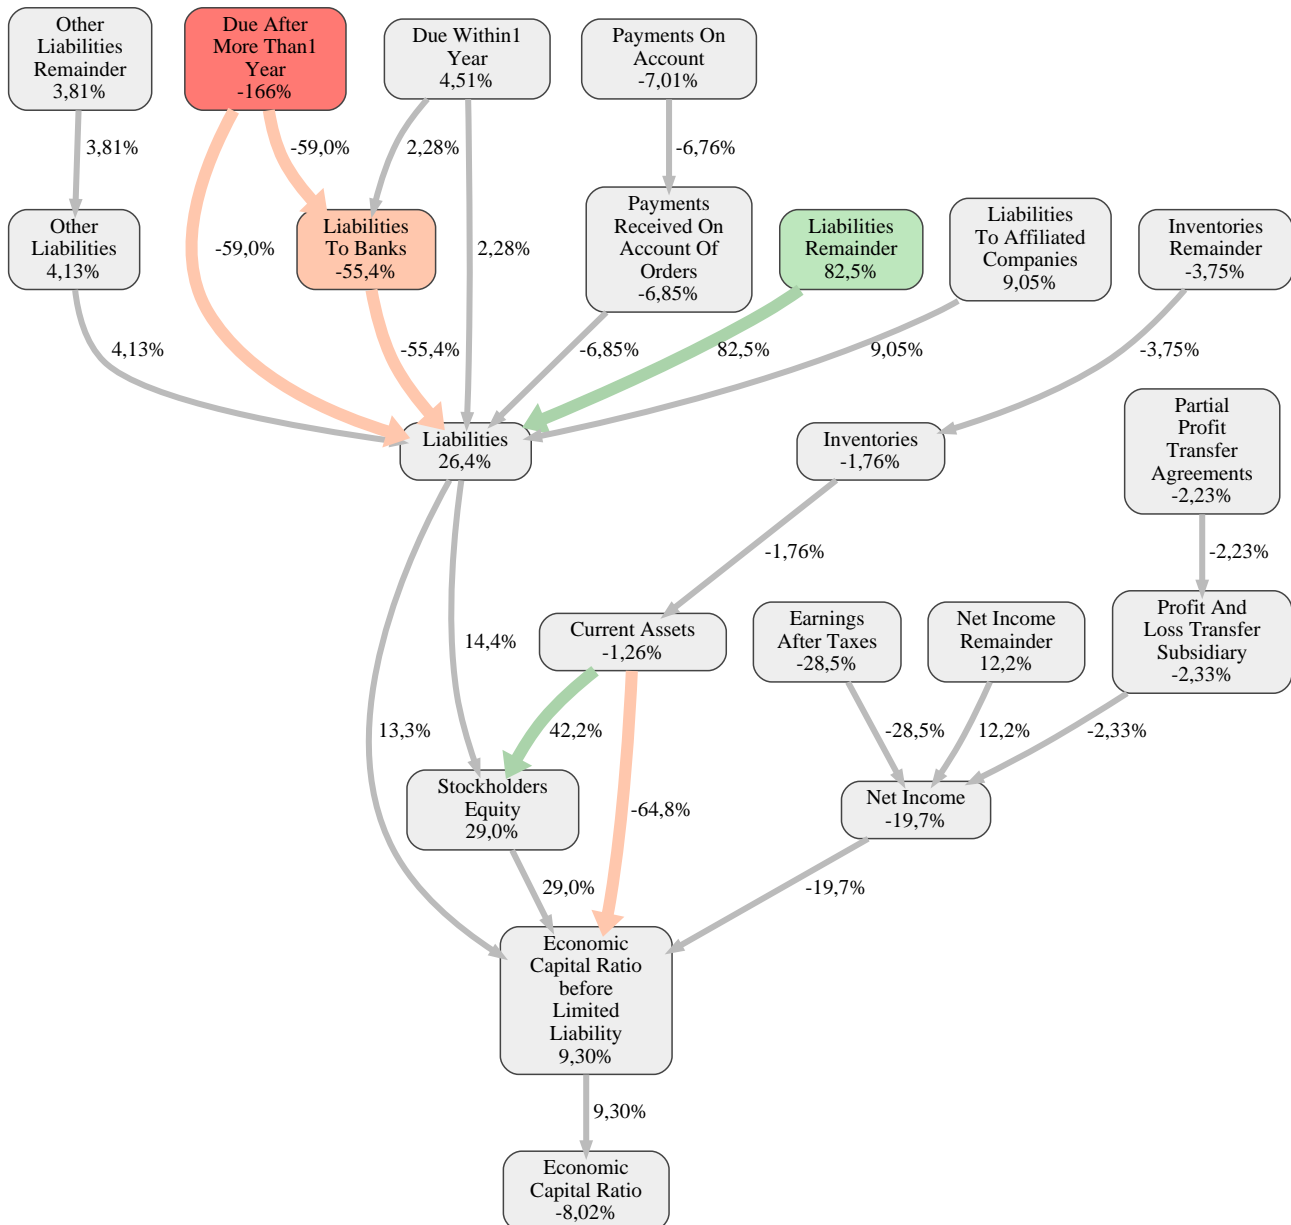 Other
Liabilities
Remainder
3,81%
Due After
More Than1
Year
-166%
Due Within1
Year
4,51%
Payments On
Account
-7,01%
3,81%
-59,0%
2,28%
-6,76%
Other
Liabilities
4,13%
Liabilities
To Banks
-55,4%
Payments
Received On
Account Of
Orders
-6,85%
Liabilities
Remainder
82,5%
Liabilities
To Affiliated
Companies
9,05%
Inventories
Remainder
-3,75%
-59,0%
2,28%
4,13%
-55,4%
-6,85%
82,5%
9,05%
-3,75%
Liabilities
26,4%
Inventories
-1,76%
Partial
Profit
Transfer
Agreements
-2,23%
-1,76%
-2,23%
14,4%
Current Assets
-1,26%
Earnings
After Taxes
-28,5%
Net Income
Remainder
12,2%
Profit And
Loss Transfer
Subsidiary
-2,33%
13,3%
42,2%
-28,5%
12,2%
-2,33%
Stockholders
Equity
29,0%
-64,8%
Net Income
-19,7%
29,0%
-19,7%
Economic
Capital Ratio
before
Limited
Liability
9,30%
9,30%
Economic
Capital Ratio
-8,02%